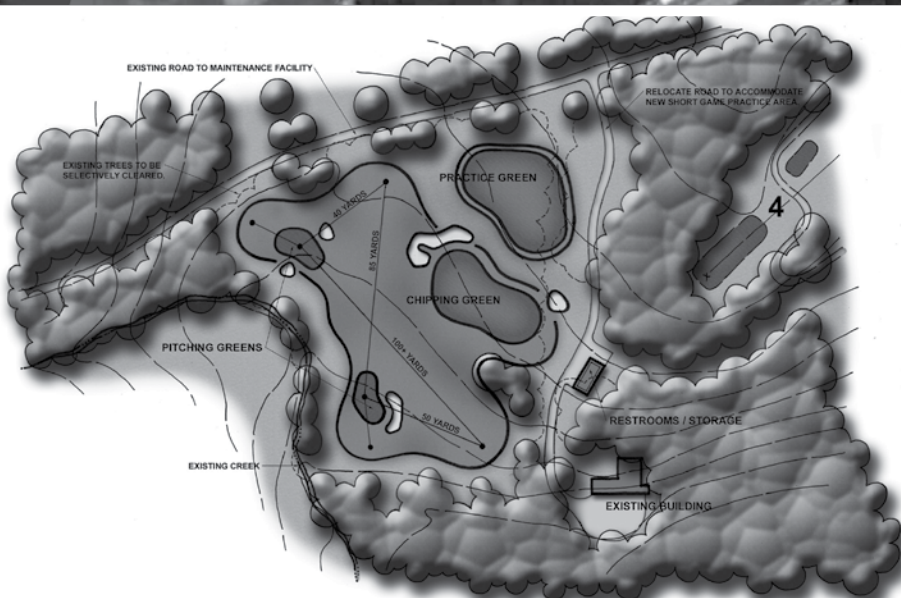 EXISTING ROAD TO MAINTENANCE FACILITY
RELOCATE ROAD TO ACCOMMODATE
NEW SHORT GAME PRACTICE AREA.
EXISTING TREES TO BE
SELECTIVELY CLEARED.
PRACTICE GREEN
40 YARDS
4
85 YARDS
CHIPPING GREEN
PITCHING GREENS
100+ YARDS
50 YARDS
RESTROOMS / STORAGE
EXISTING CREEK
EXISTING BUILDING